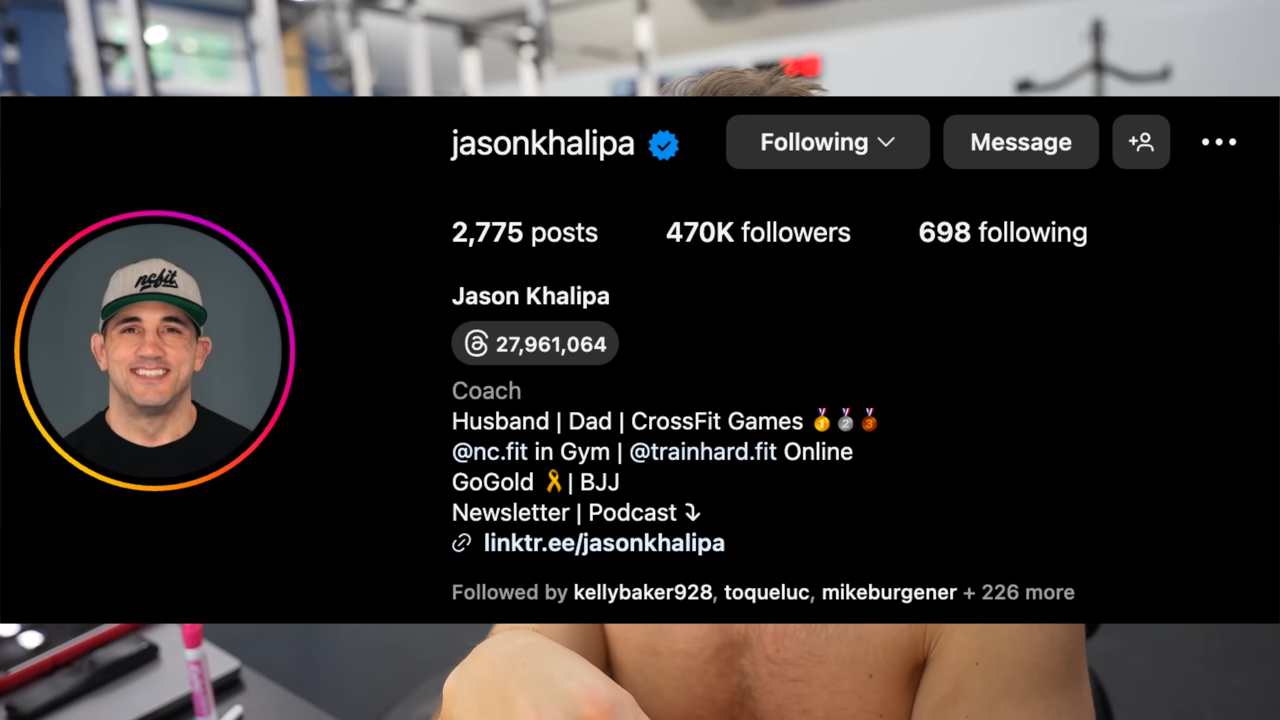 jasonkhalipa
Following
Message
2,775 posts
470K followers
698 following
ncfit
Jason Khalipa
27,961,064
Coach
Husband | Dad | CrossFit Games 🥇🥈🥉
@nc.fit in Gym | @trainhard.fit Online
GoGold 🎗️| BJJ
Newsletter | Podcast ⤵
linktr.ee/jasonkhalipa
Followed by kellybaker928, toqueluc, mikeburgener + 226 more